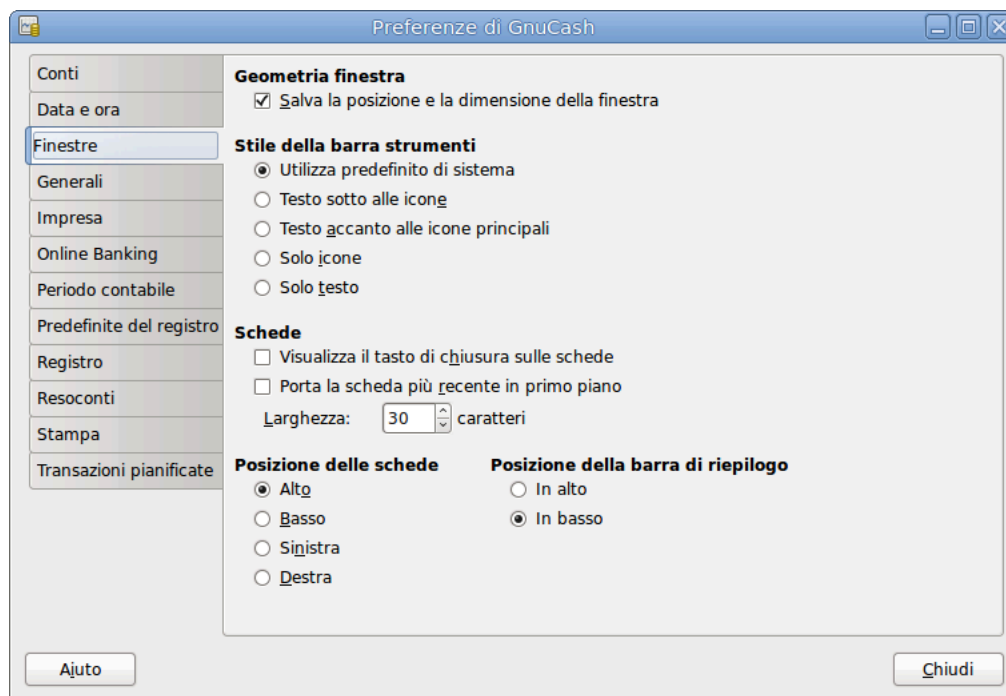 Preferenze di GnuCash
Conti
Data e ora
Finestre
Generali
Impresa
Online Banking
Periodo contabile
Predefinite del registro
Registro
Resoconti
Stampa
Transazioni pianificate
Geometria finestra
Salva la posizione e la dimensione della finestra
Stile della barra strumenti
Utilizza predefinito di sistema
Testo sotto alle icone
Testo accanto alle icone principali
Solo icone
Solo testo
Schede
Visualizza il tasto di chiusura sulle schede
Porta la scheda più recente in primo piano
Larghezza: 30 caratteri
Posizione delle schede
Alto
Basso
Sinistra
Destra
Posizione della barra di riepilogo
In alto
In basso
Aiuto
Chiudi